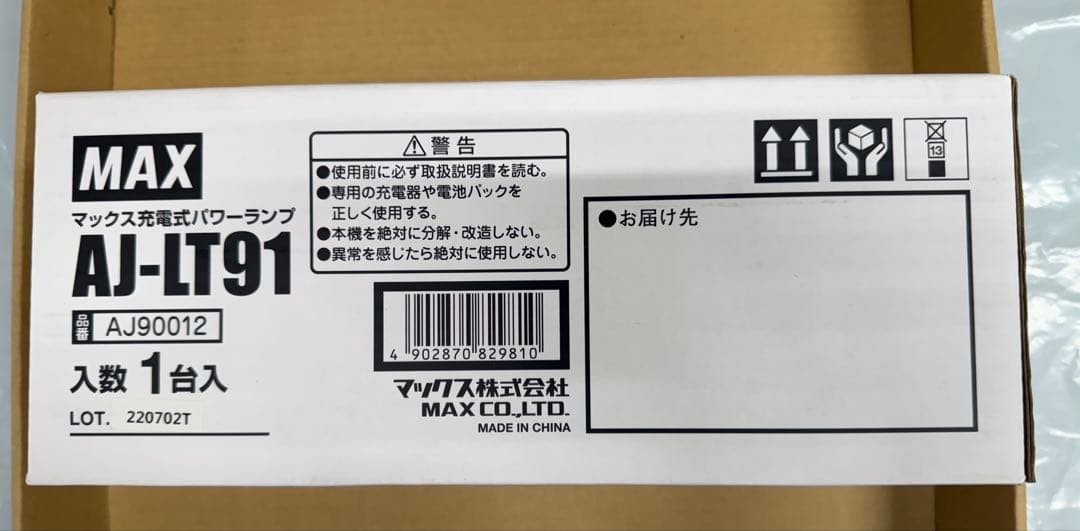 MAX
マックス充電式パワーランプ
AJ-LT91
品番 AJ90012
入数 1台入
LOT. 220702T
⚠警告
●使用前に必ず取扱説明書を読む。
●専用の充電器や電池パックを
正しく使用する。
●本機を絶対に分解・改造しない。
●異常を感じたら絶対に使用しない。
4 902870 829810
マックス株式会社
MAX CO.,LTD.
MADE IN CHINA
13
●お届け先